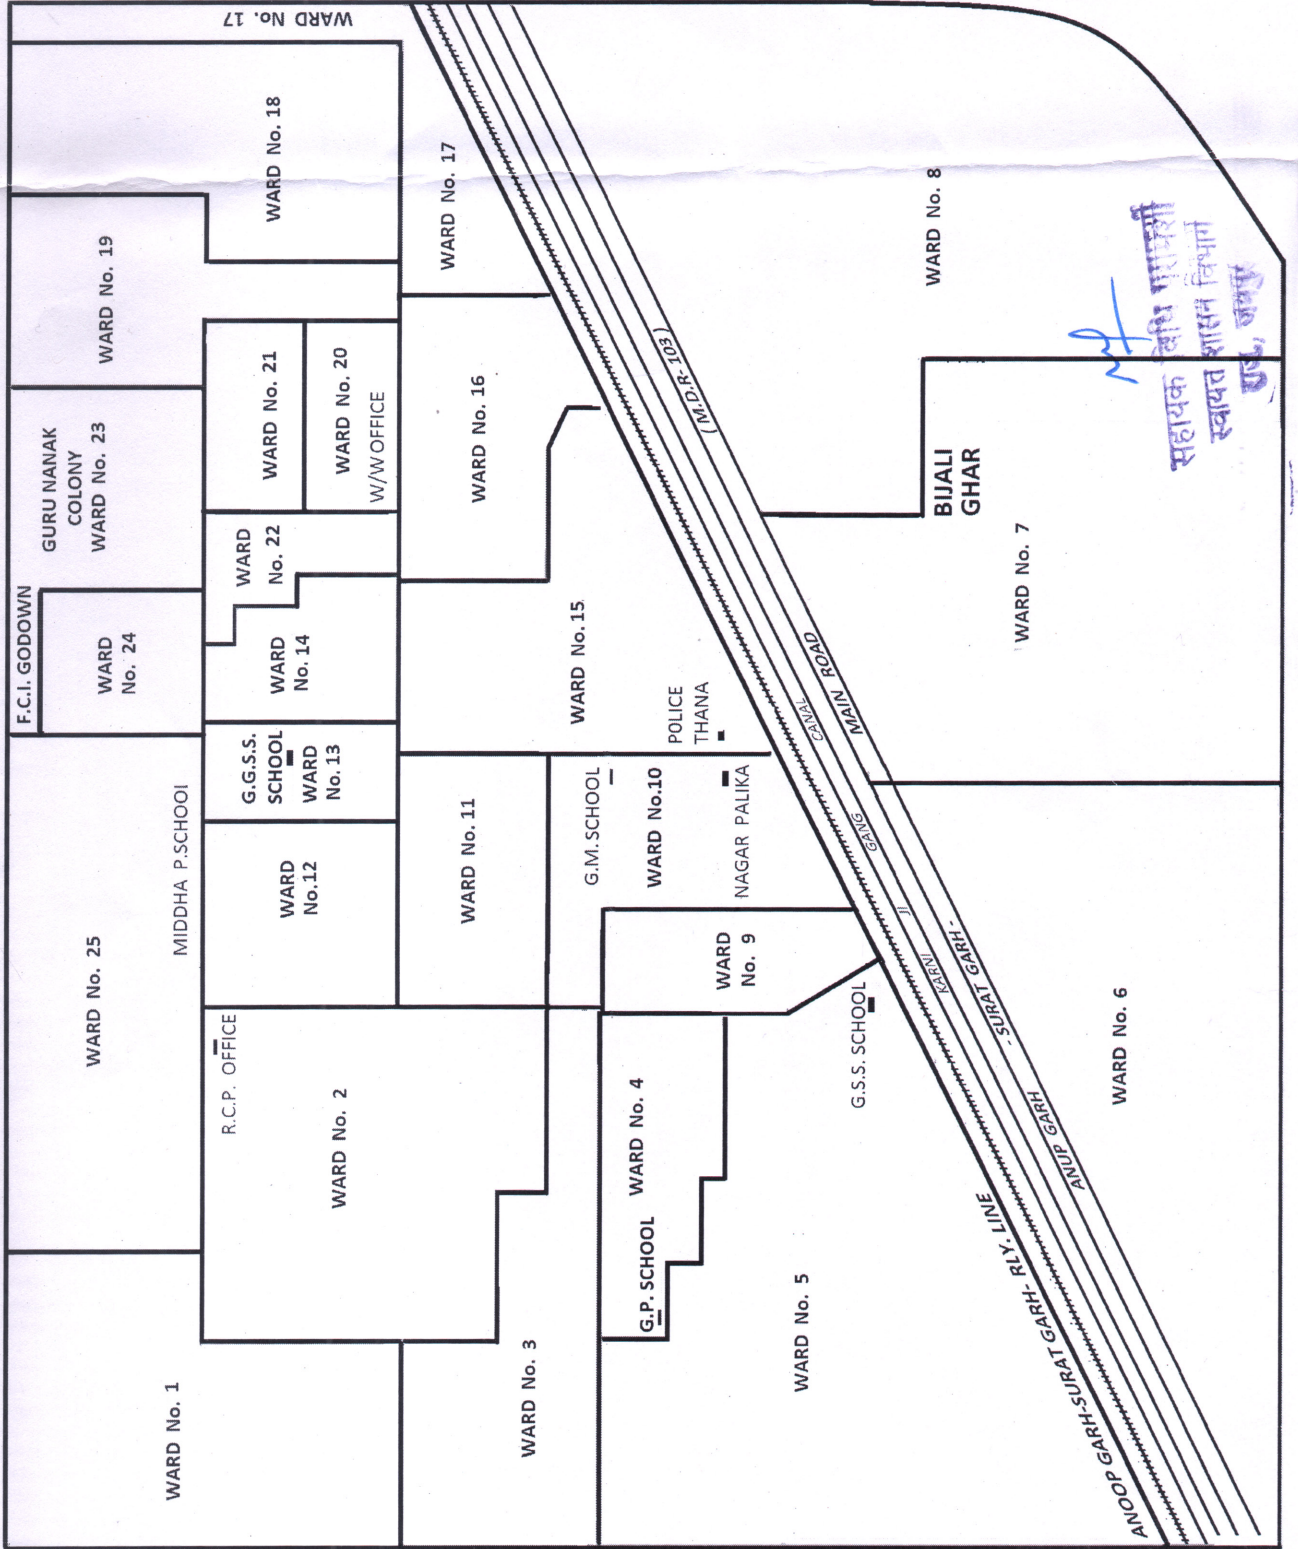 WARD No. 17
WARD No. 18
WARD No. 19
WARD No. 17
WARD No. 8
GURU NANAK
COLONY
WARD No. 23
WARD No. 21
WARD No. 20
W/W OFFICE
WARD No. 16
( M.D.R- 103 )
BIJALI
GHAR
WARD No. 7
F.C.I. GODOWN
WARD
No. 24
WARD
No. 22
WARD
No. 14
WARD No. 15
POLICE
THANA
G.G.S.S.
SCHOOL
WARD
No. 13
MIDDHA P.SCHOOL
WARD
No.12
WARD No. 11
G.M. SCHOOL
WARD No.10
NAGAR PALIKA
WARD
No. 9
WARD No. 25
R.C.P. OFFICE
WARD No. 2
WARD No. 4
G.P. SCHOOL
G.S.S. SCHOOL
WARD No. 1
WARD No. 3
WARD No. 5
WARD No. 6
ANOOP GARH-SURAT GARH- RLY. LINE
KARNI JI GANG CANAL
ANUP GARH - SURAT GARH - MAIN ROAD
सहायक विधि परामर्शी
स्वायत्त शासन विभाग
राज., जयपुर